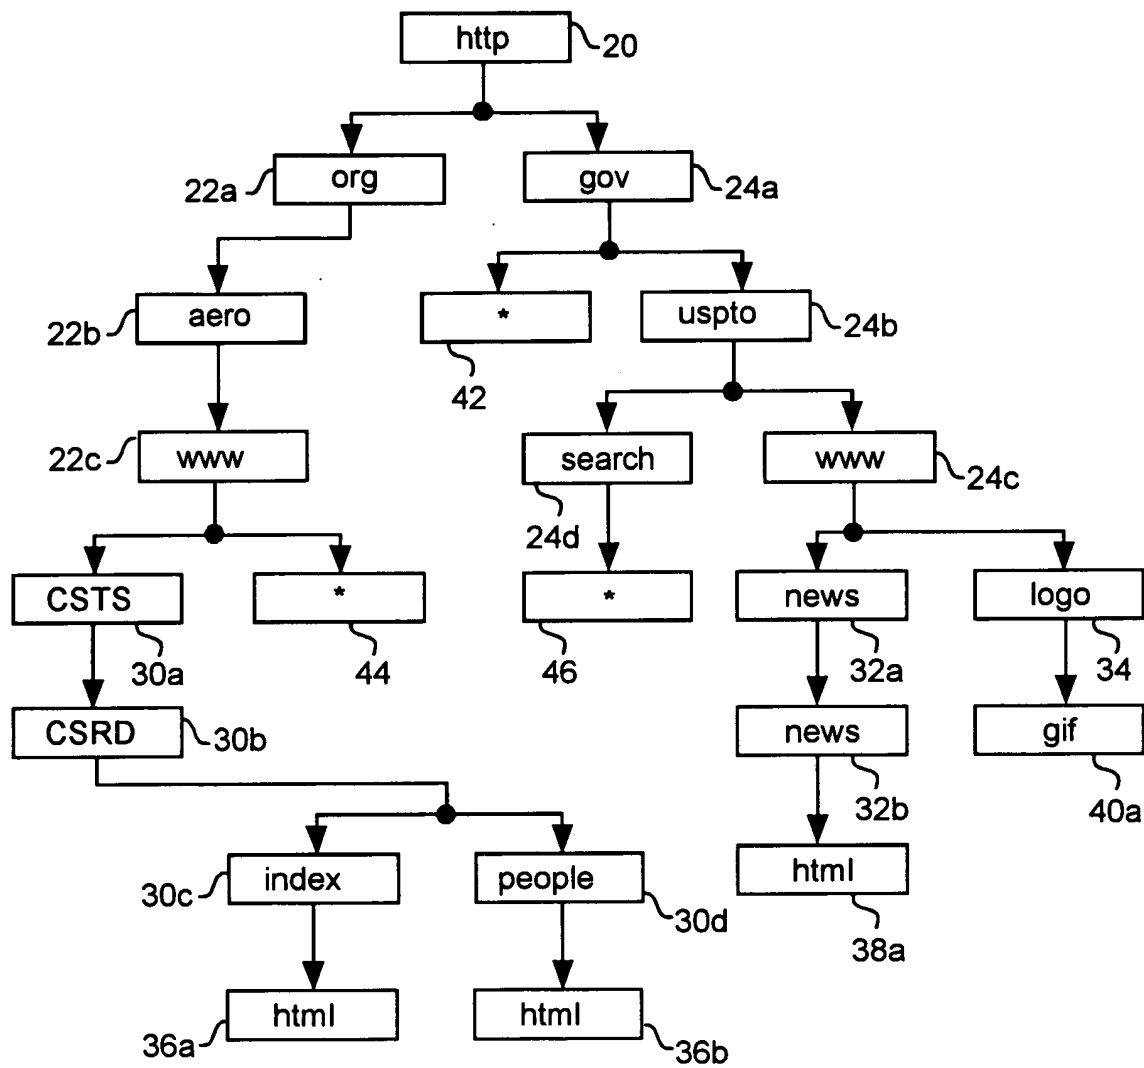 http 20
org gov
22a 24a
aero * uspto
22b 24b
42
www search www
22c 24c
24d
CSTS * news logo
30a 44 46 * 32a 34
CSRD news gif
30b
32b 40a
index people html
30c 30d
38a
html html
36a 36b